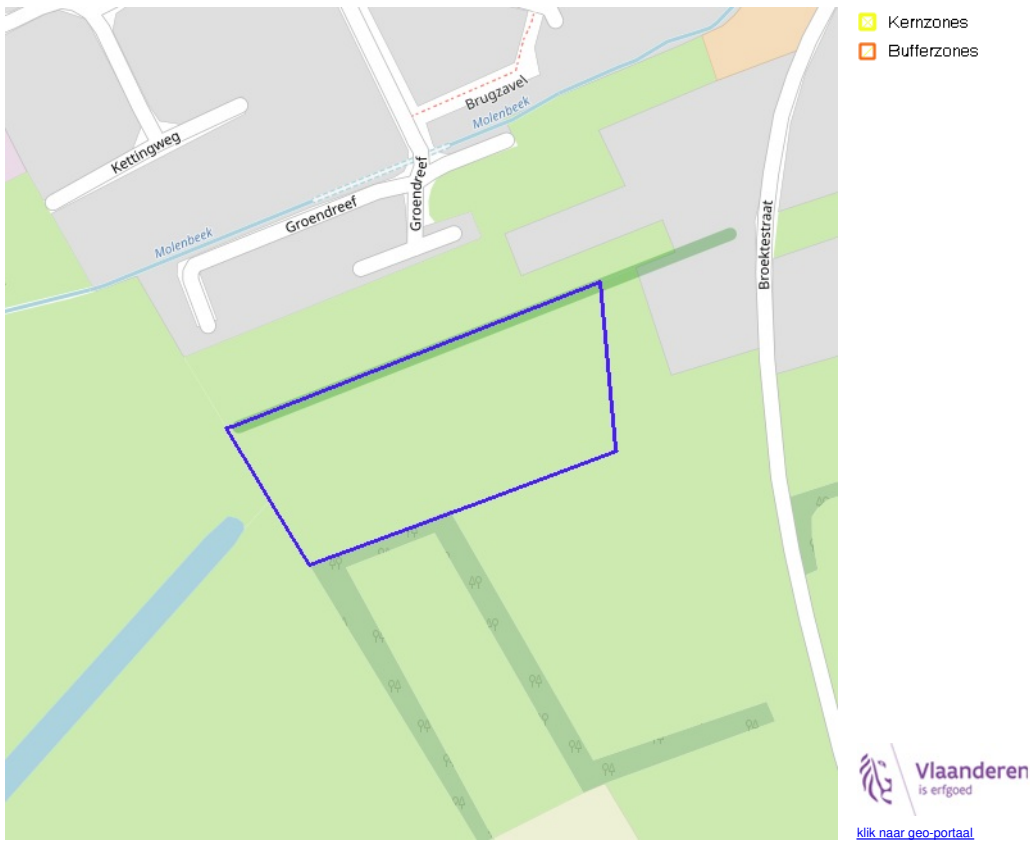 Kernzones
Bufferzones
Brugzavel
Molenbeek
Kettingweg
Groendreef
Groendreef
Molenbeek
Broektestraat
Vlaanderen
is erfgoed
klik naar geo-portaal